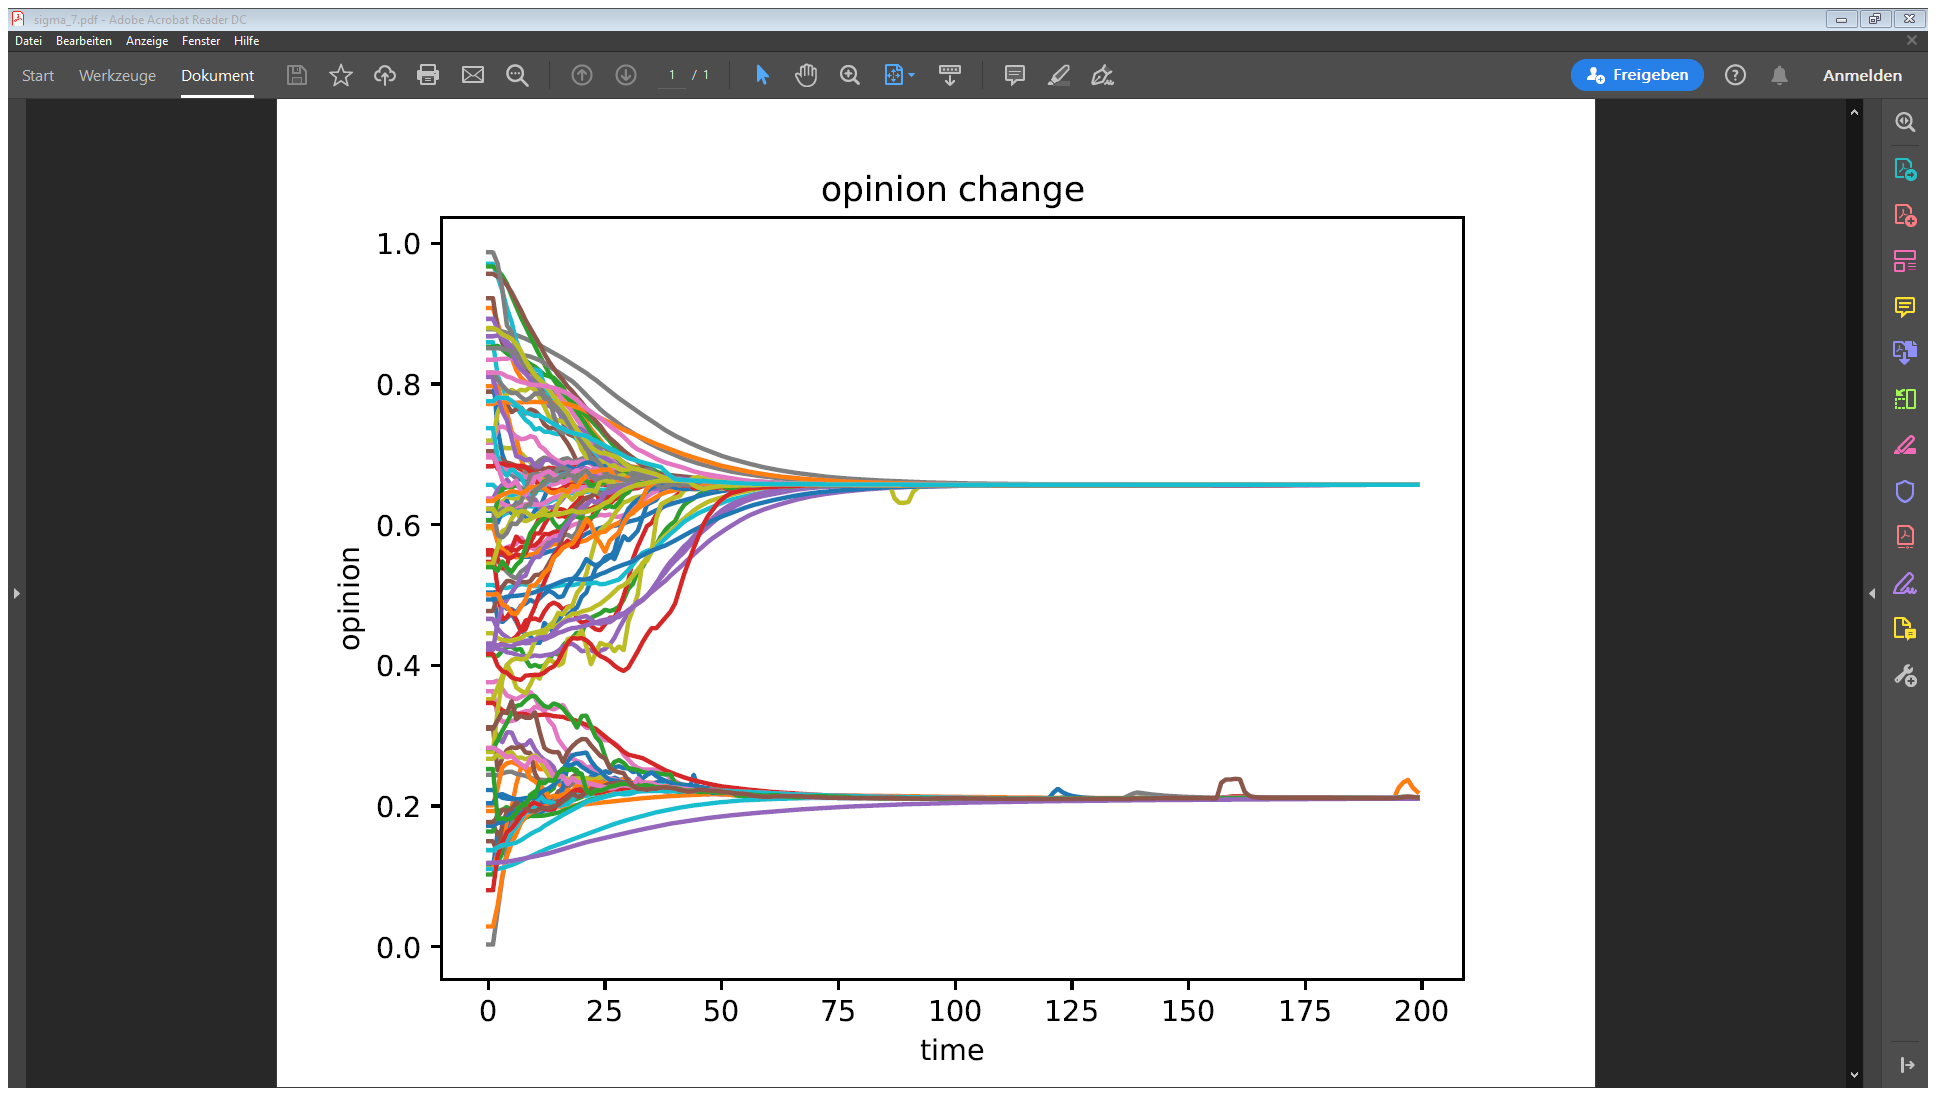 sigma_7.pdf - Adobe Acrobat Reader DC
Datei Bearbeiten Anzeige Fenster Hilfe
Start Werkzeuge Dokument 1 / 1 Freigeben Anmelden
opinion change
1.0
0.8
0.6
0.4
0.2
0.0
opinion
0 25 50 75 100 125 150 175 200
time